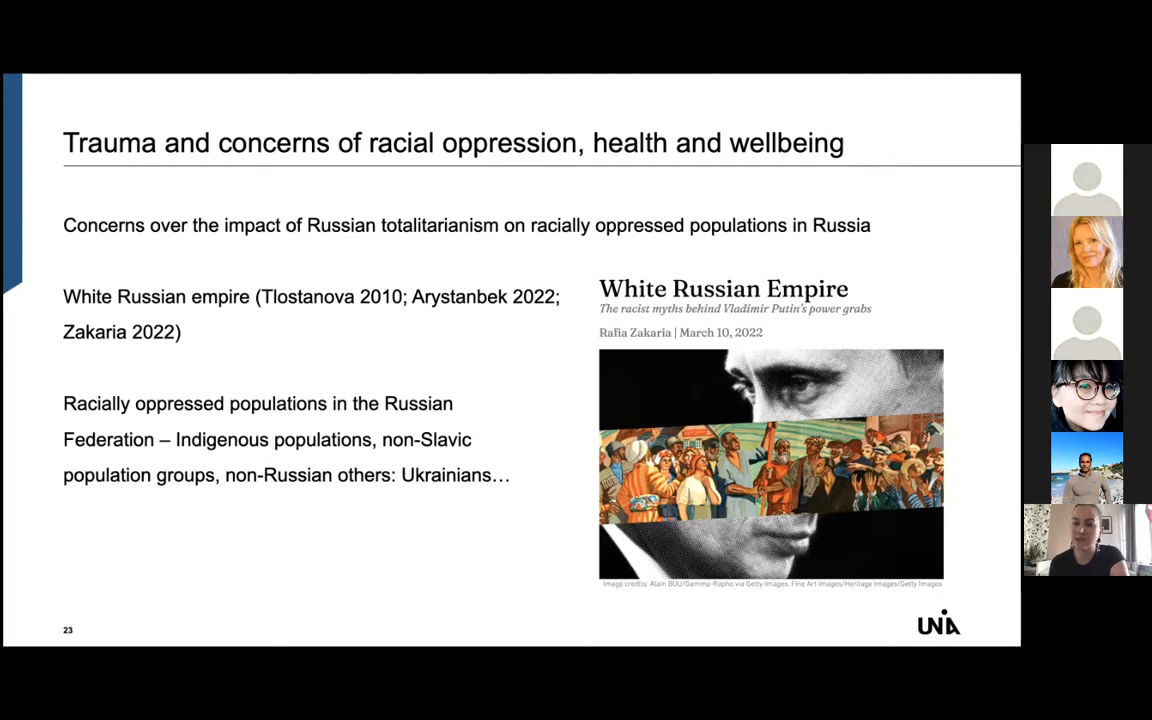 Trauma and concerns of racial oppression, health and wellbeing
Concerns over the impact of Russian totalitarianism on racially oppressed populations in Russia
White Russian empire (Tlostanova 2010; Arystanbek 2022;
Zakaria 2022)
Racially oppressed populations in the Russian
Federation – Indigenous populations, non-Slavic
population groups, non-Russian others: Ukrainians…
White Russian Empire
The racist myths behind Vladimir Putin's power grabs
Rafia Zakaria | March 10, 2022
Image credits: Alain BUU/Gamma-Rapho via Getty Images, Fine Art Images/Heritage Images/Getty Images
23
UNIA